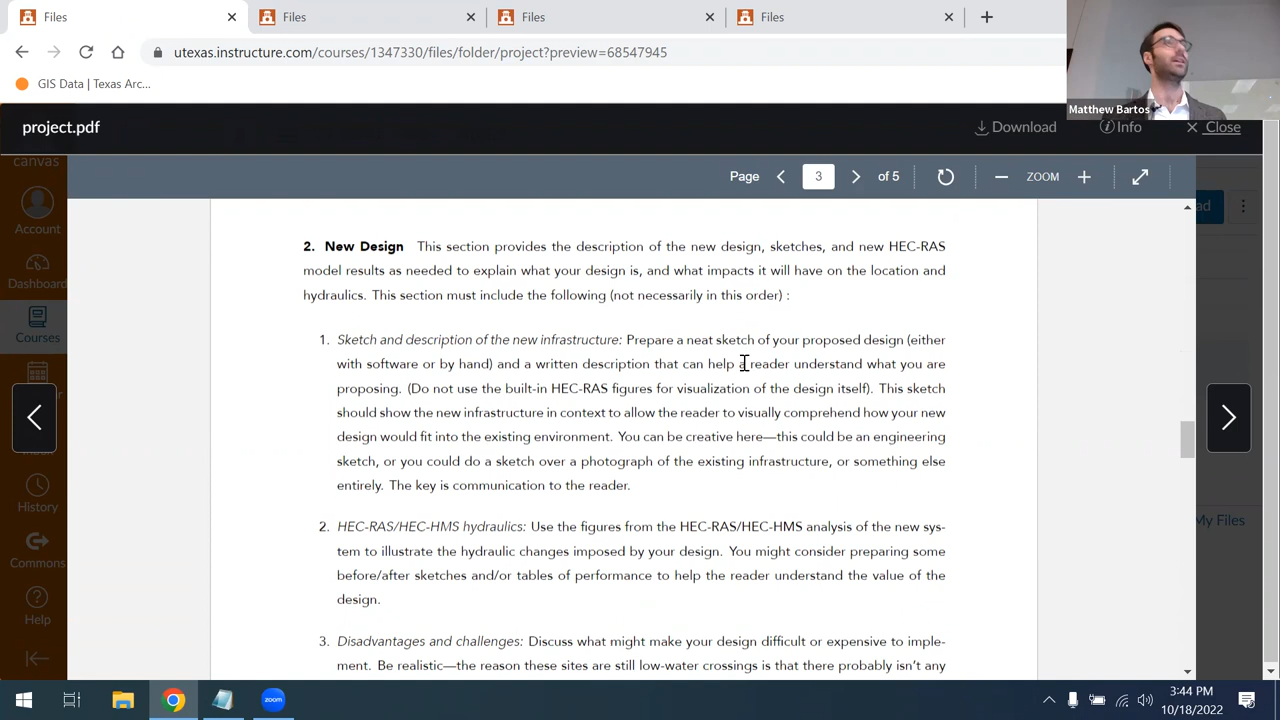 Files
Files
Files
Files
utexas.instructure.com/courses/1347330/files/folder/project?preview=68547945
GIS Data | Texas Arc...
Matthew Bartos
project.pdf
Download
Info
Close
canvas
Page 3 of 5
ZOOM
Account
Dashboard
Courses
History
Commons
Help
My Files
2. New Design This section provides the description of the new design, sketches, and new HEC-RAS
model results as needed to explain what your design is, and what impacts it will have on the location and
hydraulics. This section must include the following (not necessarily in this order) :
1. Sketch and description of the new infrastructure: Prepare a neat sketch of your proposed design (either
with software or by hand) and a written description that can help a reader understand what you are
proposing. (Do not use the built-in HEC-RAS figures for visualization of the design itself). This sketch
should show the new infrastructure in context to allow the reader to visually comprehend how your new
design would fit into the existing environment. You can be creative here—this could be an engineering
sketch, or you could do a sketch over a photograph of the existing infrastructure, or something else
entirely. The key is communication to the reader.
2. HEC-RAS/HEC-HMS hydraulics: Use the figures from the HEC-RAS/HEC-HMS analysis of the new sys-
tem to illustrate the hydraulic changes imposed by your design. You might consider preparing some
before/after sketches and/or tables of performance to help the reader understand the value of the
design.
3. Disadvantages and challenges: Discuss what might make your design difficult or expensive to imple-
ment. Be realistic—the reason these sites are still low-water crossings is that there probably isn't any
zoom
3:44 PM
10/18/2022